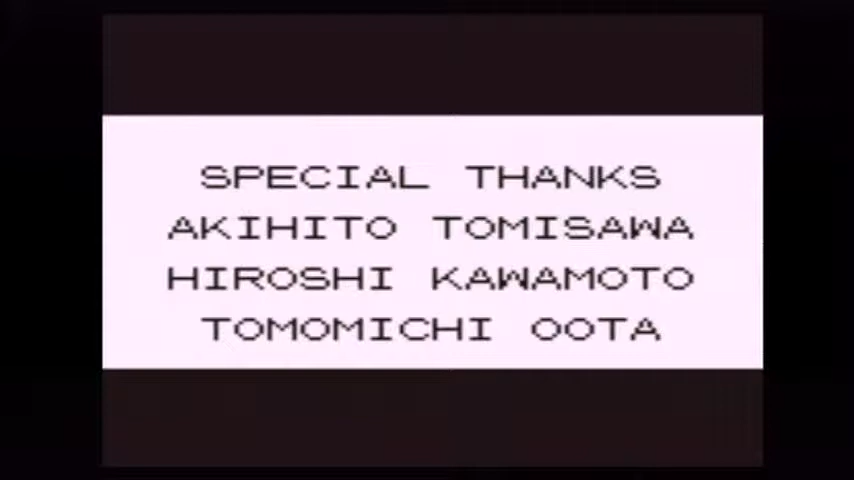 SPECIAL THANKS
AKIHITO TOMISAWA
HIROSHI KAWAMOTO
TOMOMICHI OOTA